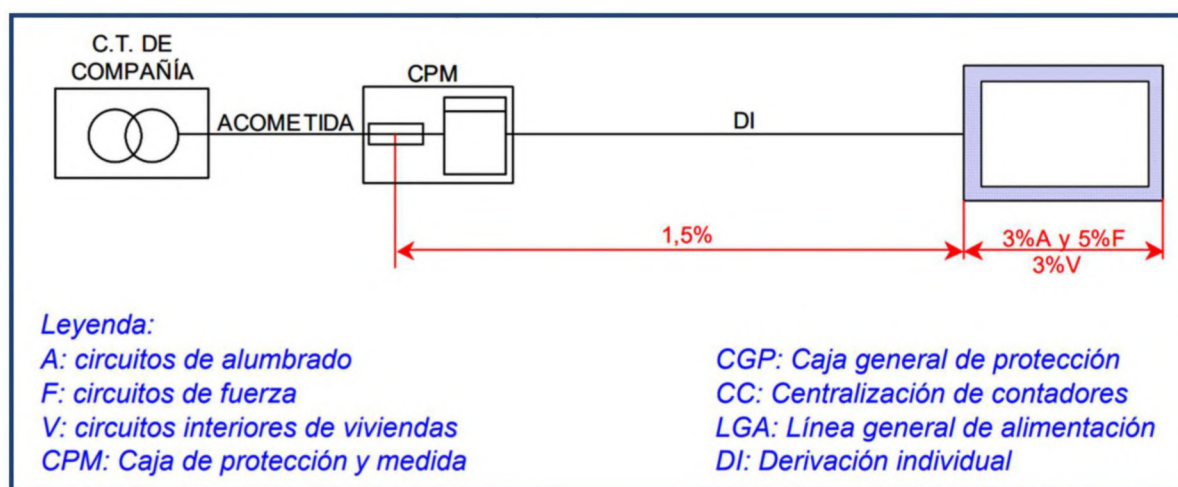 C.T. DE
COMPAÑÍA
CPM
ACOMETIDA
DI
1,5%
3%A y 5%F
3%V
Leyenda:
A: circuitos de alumbrado
F: circuitos de fuerza
V: circuitos interiores de viviendas
CPM: Caja de protección y medida
CGP: Caja general de protección
CC: Centralización de contadores
LGA: Línea general de alimentación
DI: Derivación individual